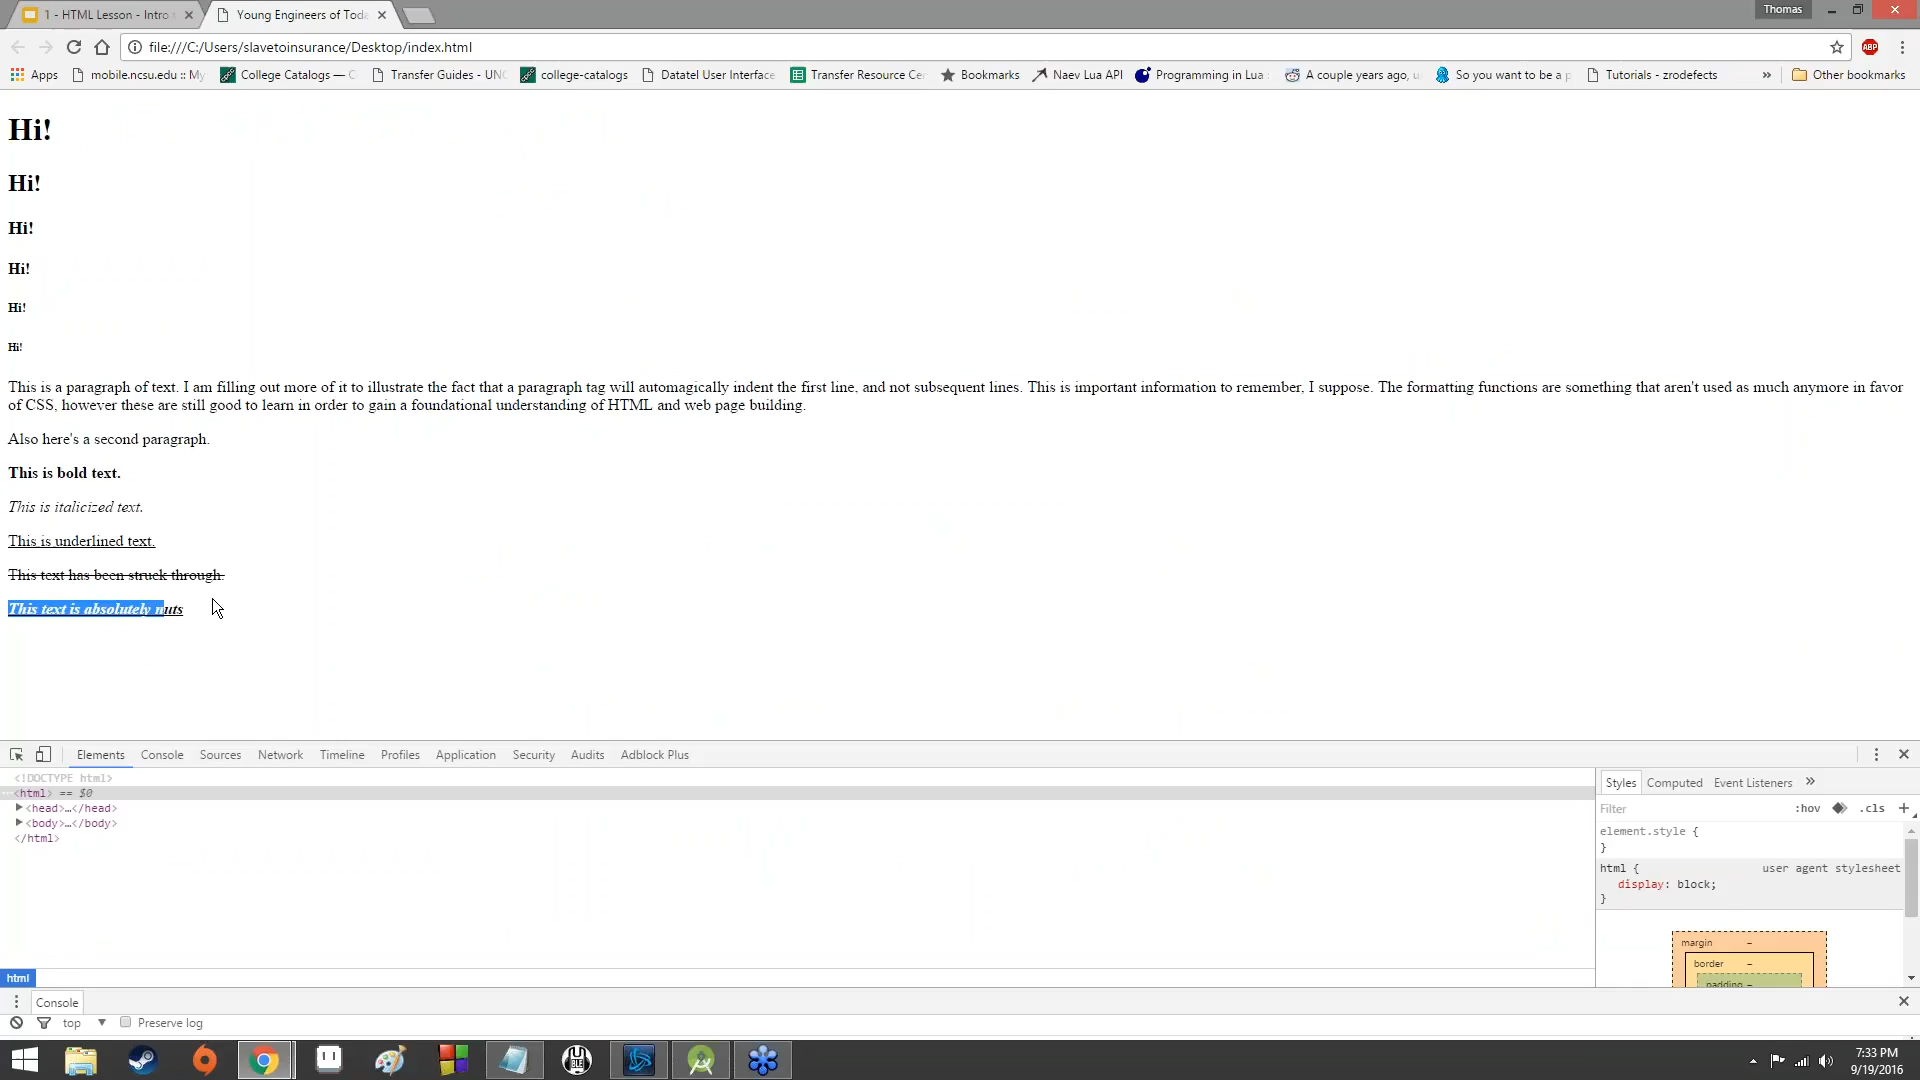 1 - HTML Lesson - Intro
Young Engineers of Toda
Thomas
file:///C:/Users/slavetoinsurance/Desktop/index.html
ABP
Apps
mobile.ncsu.edu :: My
College Catalogs — C
Transfer Guides - UNC
college-catalogs
Datatel User Interface
Transfer Resource Cen
Bookmarks
Naev Lua API
Programming in Lua :
A couple years ago, u
So you want to be a p
Tutorials - zrodefects
»
Other bookmarks
Hi!
Hi!
Hi!
Hi!
Hi!
Hi!
This is a paragraph of text. I am filling out more of it to illustrate the fact that a paragraph tag will automagically indent the first line, and not subsequent lines. This is important information to remember, I suppose. The formatting functions are something that aren't used as much anymore in favor
of CSS, however these are still good to learn in order to gain a foundational understanding of HTML and web page building.
Also here's a second paragraph.
This is bold text.
This is italicized text.
This is underlined text.
This text has been struck through.
This text is absolutely nuts
Elements Console Sources Network Timeline Profiles Application Security Audits Adblock Plus
<!DOCTYPE html>
<html> == $0
<head>…</head>
<body>…</body>
</html>
html
Styles Computed Event Listeners »
Filter :hov .cls +
element.style {
}
html { user agent stylesheet
display: block;
}
margin –
border –
padding –
Console
top Preserve log
7:33 PM
9/19/2016